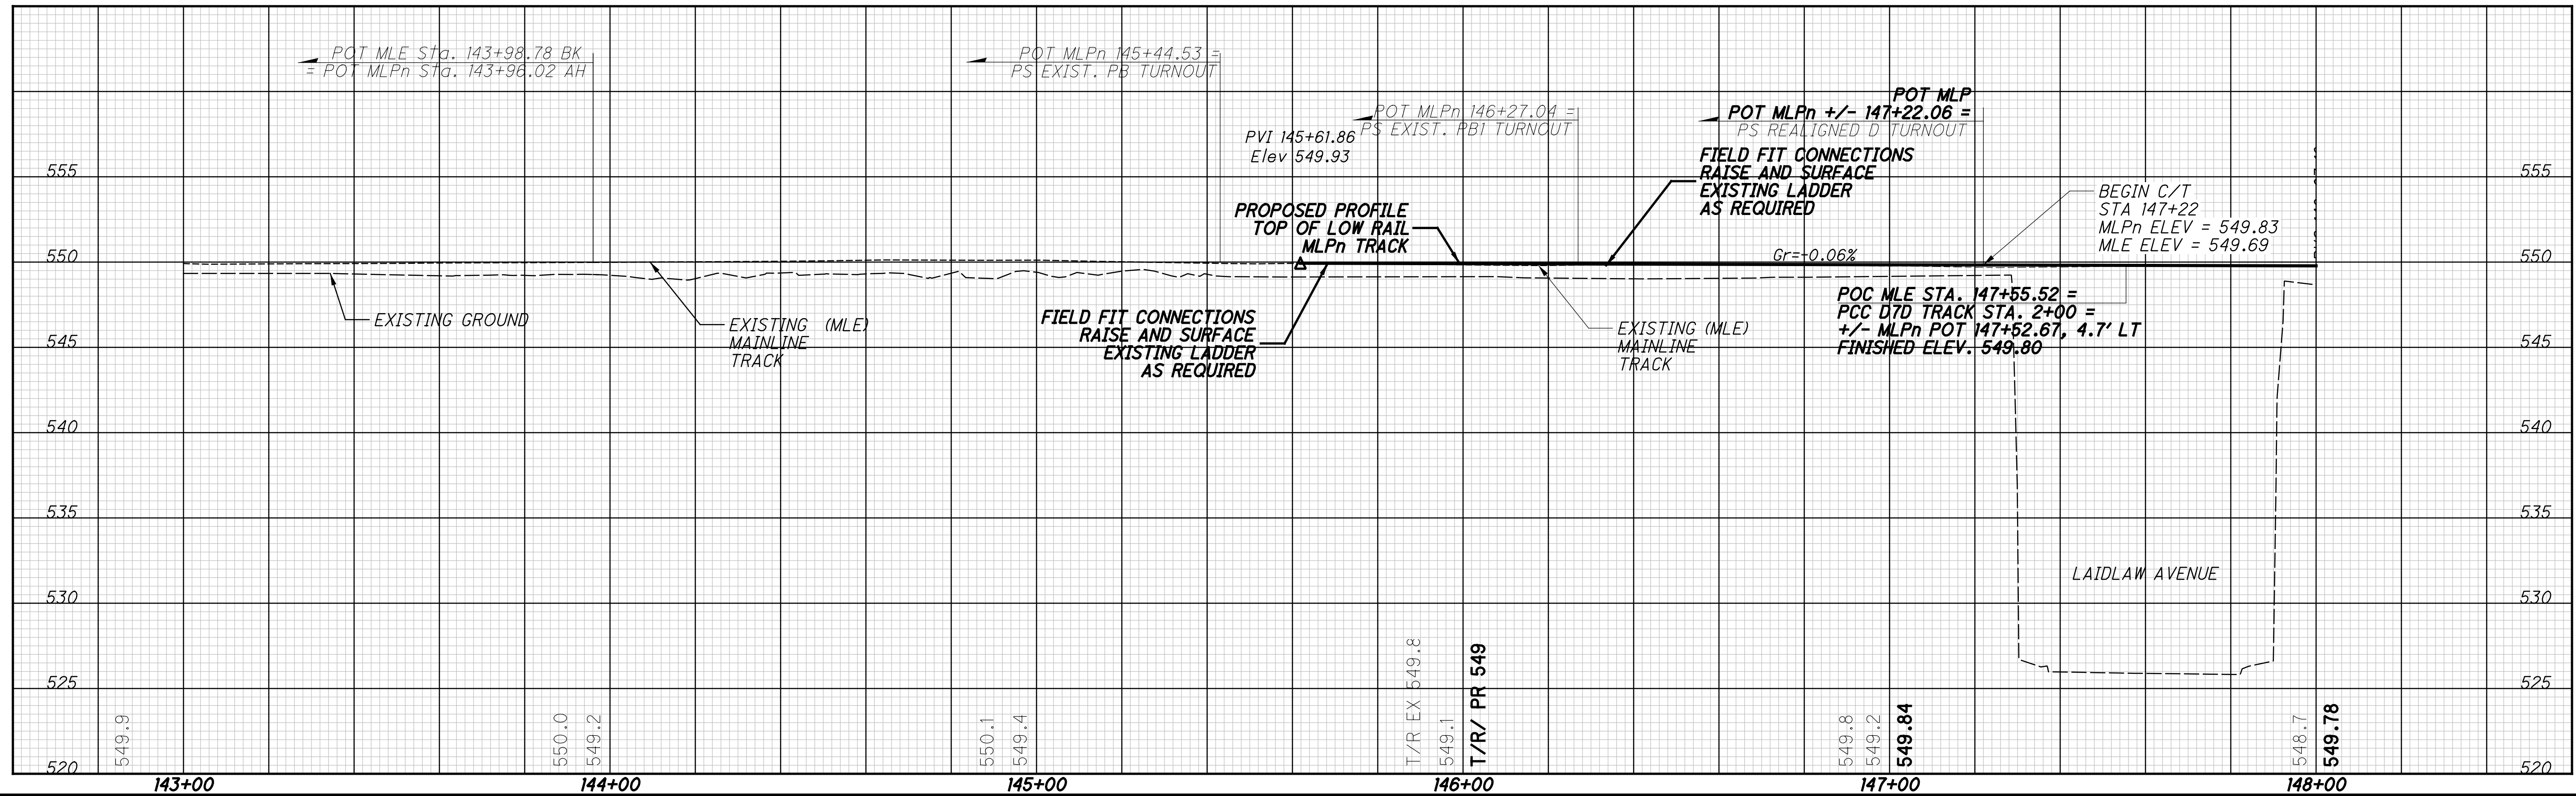 POT MLE Sta. 143+98.78 BK
= POT MLPn Sta. 143+96.02 AH
POT MLPn 145+44.53 =
PS EXIST. PB TURNOUT
POT MLPn 146+27.04 =
PS EXIST. PB1 TURNOUT
PVI 145+61.86
Elev 549.93
POT MLP
POT MLPn +/- 147+22.06 =
PS REALIGNED D TURNOUT
FIELD FIT CONNECTIONS
RAISE AND SURFACE
EXISTING LADDER
AS REQUIRED
BEGIN C/T
STA 147+22
MLPn ELEV = 549.83
MLE ELEV = 549.69
PROPOSED PROFILE
TOP OF LOW RAIL
MLPn TRACK
Gr=-0.06%
EXISTING GROUND
EXISTING (MLE)
MAINLINE
TRACK
FIELD FIT CONNECTIONS
RAISE AND SURFACE
EXISTING LADDER
AS REQUIRED
EXISTING (MLE)
MAINLINE
TRACK
POC MLE STA. 147+55.52 =
PCC D7D TRACK STA. 2+00 =
+/- MLPn POT 147+52.67, 4.7' LT
FINISHED ELEV. 549.80
LAIDLAW AVENUE
555
550
545
540
535
530
525
520
555
550
545
540
535
530
525
520
549.9
550.0
549.2
550.1
549.4
T/R EX 549.8
549.1
T/R/ PR 549
549.8
549.2
549.84
548.7
549.78
143+00
144+00
145+00
146+00
147+00
148+00